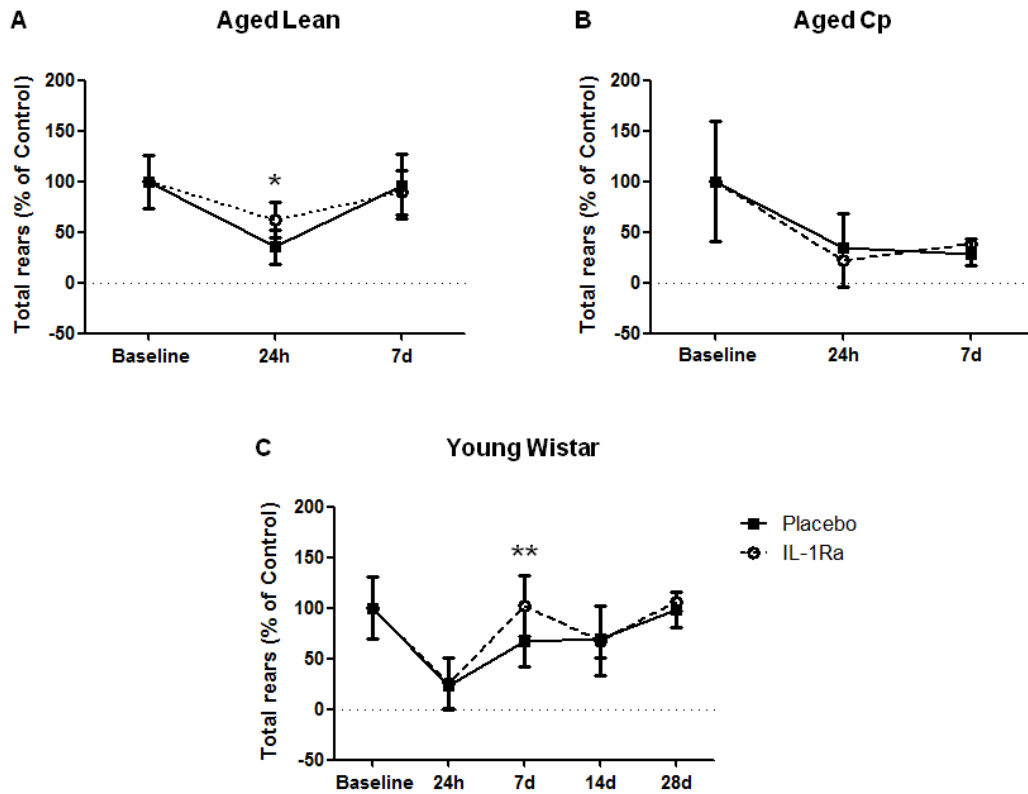 A
Aged Lean
Total rears (% of Control)
200
150
100
50
0
-50
*
Baseline 24h 7d
B
Aged Cp
Total rears (% of Control)
200
150
100
50
0
-50
Baseline 24h 7d
C
Young Wistar
Total rears (% of Control)
200
150
100
50
0
-50
**
Baseline 24h 7d 14d 28d
Placebo
IL-1Ra